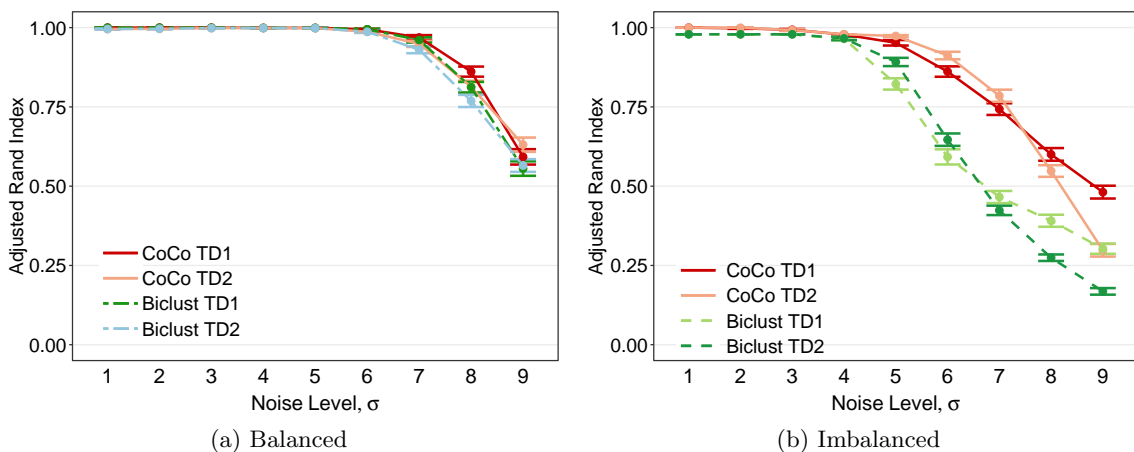 1.00
0.75
0.50
0.25
0.00
Adjusted Rand Index
CoCo TD1
CoCo TD2
Biclust TD1
Biclust TD2
1 2 3 4 5 6 7 8 9
Noise Level, σ
(a) Balanced
1.00
0.75
0.50
0.25
0.00
Adjusted Rand Index
CoCo TD1
CoCo TD2
Biclust TD1
Biclust TD2
1 2 3 4 5 6 7 8 9
Noise Level, σ
(b) Imbalanced